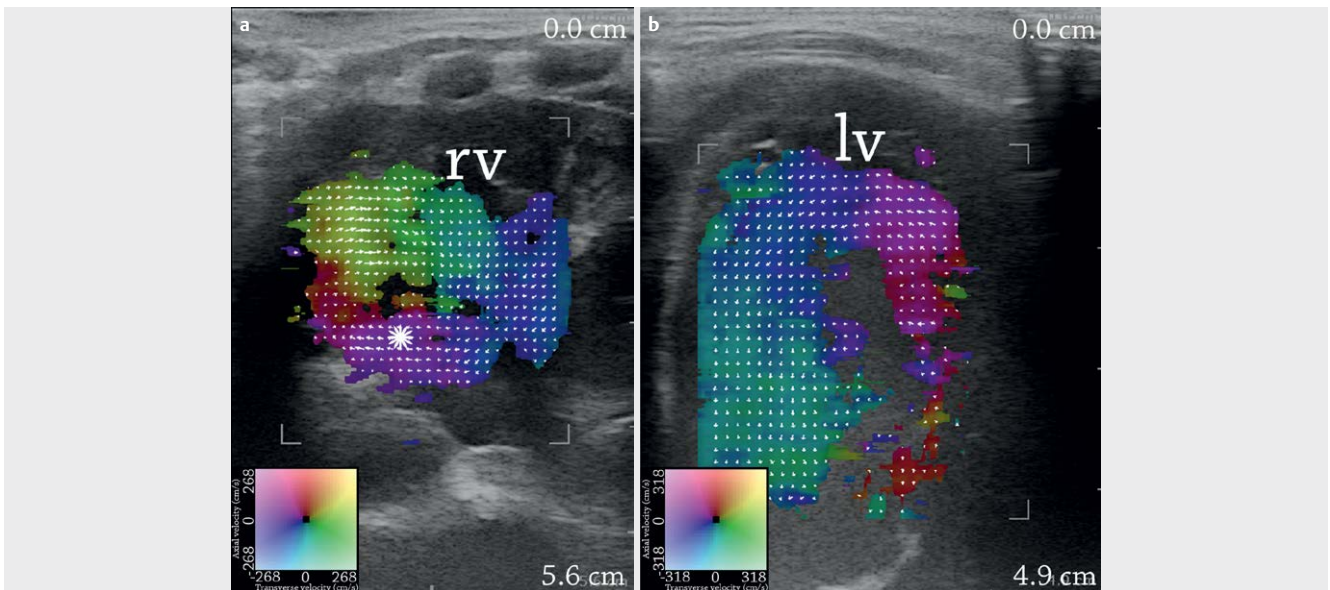 a
0.0 cm
rv
268
0
-268
Axial velocity (cm/s)
-268 0 268
Transverse velocity (cm/s)
5.6 cm
b
0.0 cm
lv
318
0
-318
Axial velocity (cm/s)
-318 0 318
Transverse velocity (cm/s)
4.9 cm